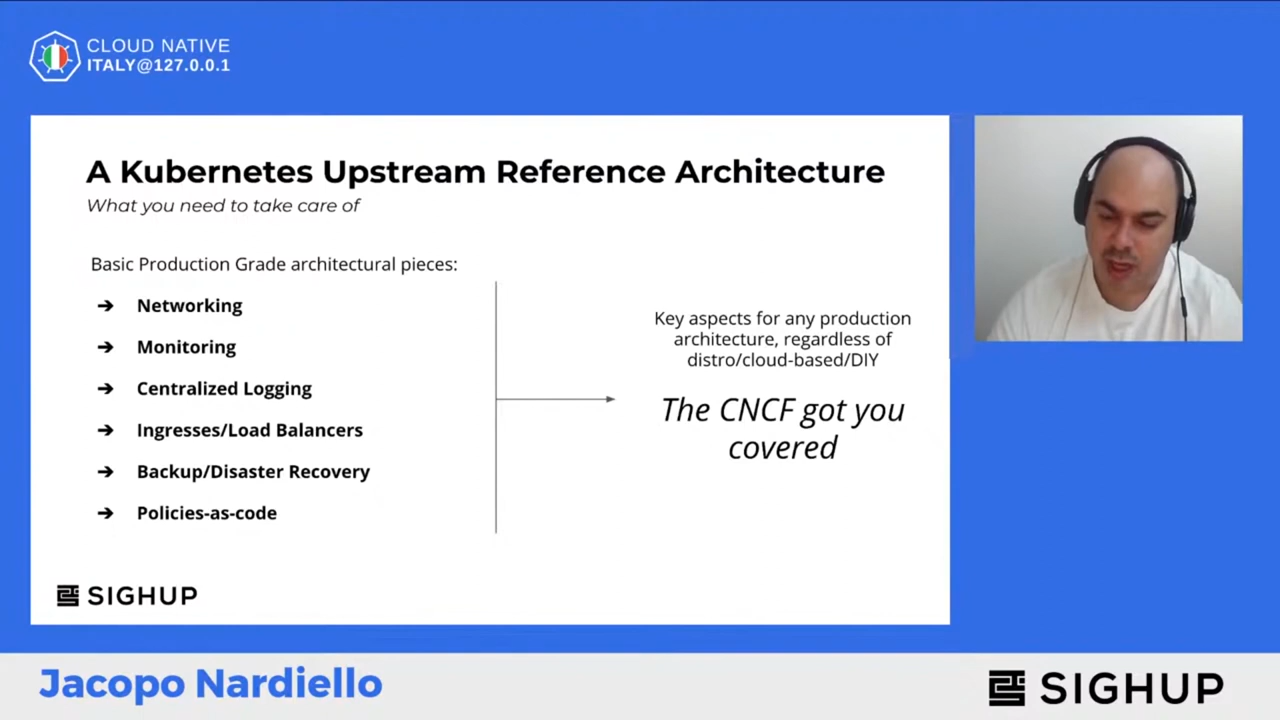 CLOUD NATIVE
ITALY@127.0.0.1
A Kubernetes Upstream Reference Architecture
What you need to take care of
Basic Production Grade architectural pieces:
➔ Networking
➔ Monitoring
➔ Centralized Logging
➔ Ingresses/Load Balancers
➔ Backup/Disaster Recovery
➔ Policies-as-code
Key aspects for any production
architecture, regardless of
distro/cloud-based/DIY
The CNCF got you
covered
SIGHUP
Jacopo Nardiello
SIGHUP